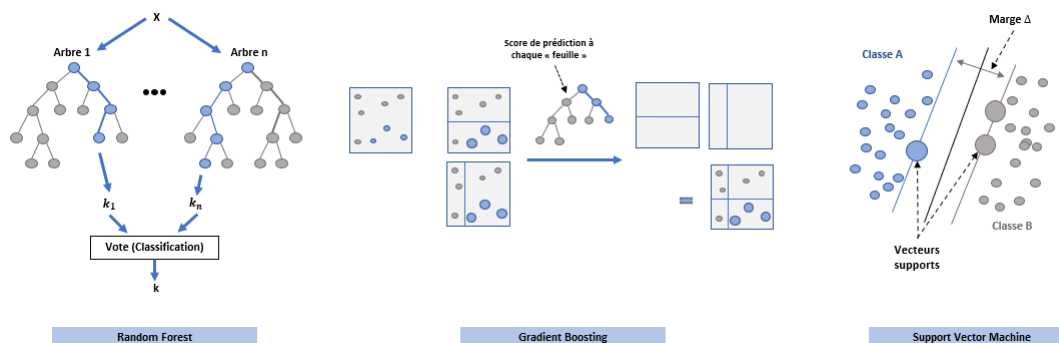 X
Arbre 1
Arbre n
k1
kn
Vote (Classification)
k
Random Forest
Score de prédiction à
chaque « feuille »
=
Gradient Boosting
Marge Δ
Classe A
Classe B
Vecteurs
supports
Support Vector Machine